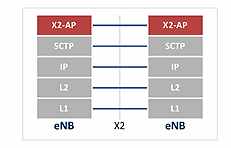 X2-AP X2-AP
SCTP SCTP
IP IP
L2 L2
L1 L1
eNB X2 eNB